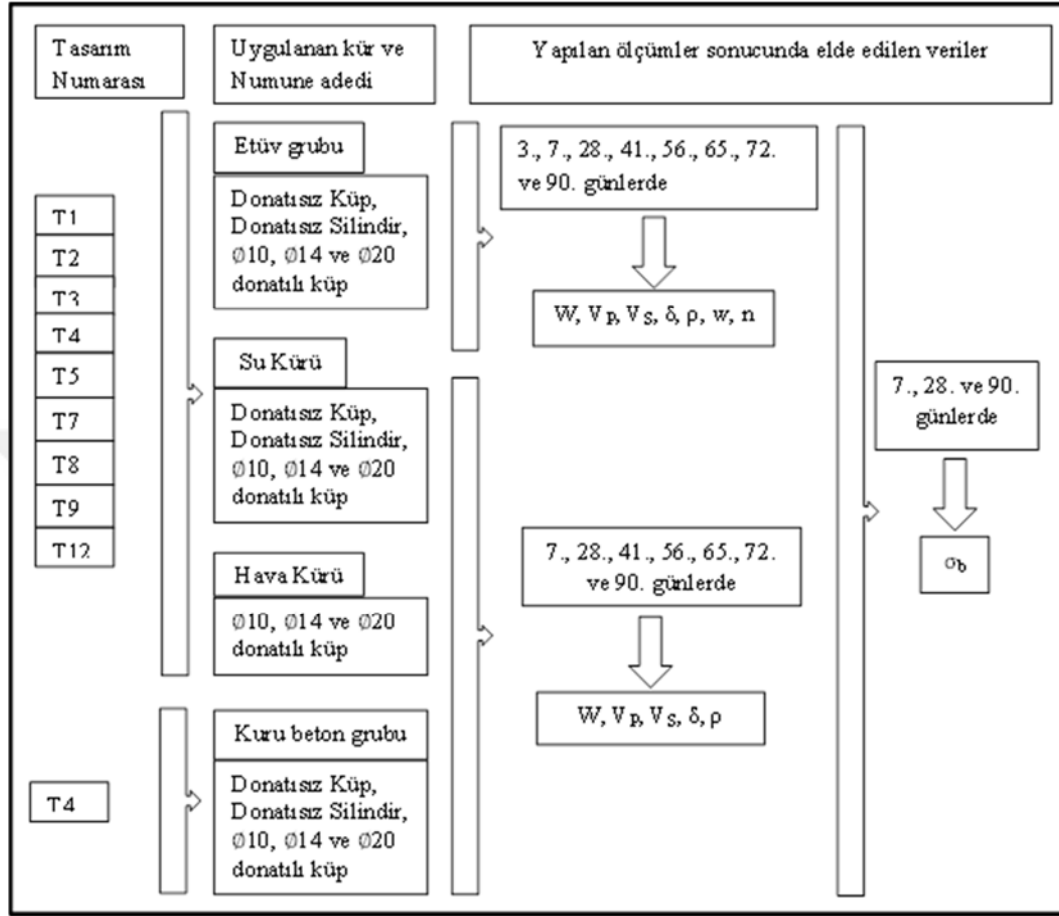 Tasarım
Numarası
Uygulanan kür ve
Numune adedi
Yapılan ölçümler sonucunda elde edilen veriler
T1
T2
T3
T4
T5
T7
T8
T9
T12
Etüv grubu
Donatısız Küp,
Donatısız Silindir,
Ø10, Ø14 ve Ø20
donatılı küp
Su Kürü
Donatısız Küp,
Donatısız Silindir,
Ø10, Ø14 ve Ø20
donatılı küp
Hava Kürü
Ø10, Ø14 ve Ø20
donatılı küp
3., 7., 28., 41., 56., 65., 72.
ve 90. günlerde
W, VP, VS, δ, ρ, w, n
7., 28., 41., 56., 65., 72.
ve 90. günlerde
W, VP, VS, δ, ρ
7., 28. ve 90.
günlerde
σb
T4
Kuru beton grubu
Donatısız Küp,
Donatısız Silindir,
Ø10, Ø14 ve Ø20
donatılı küp